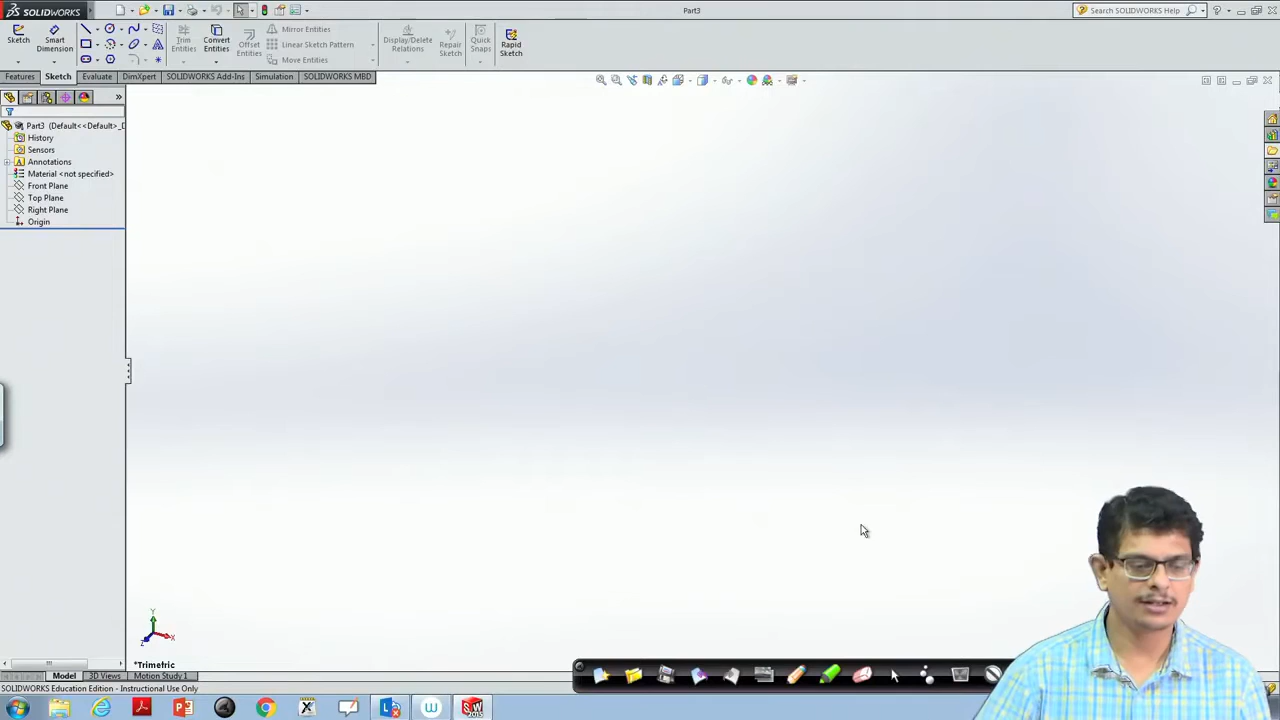 SOLIDWORKS
Part3
Search SOLIDWORKS Help
Sketch
Smart Dimension
Trim Entities
Convert Entities
Offset Entities
Mirror Entities
Linear Sketch Pattern
Move Entities
Display/Delete Relations
Repair Sketch
Quick Snaps
Rapid Sketch
Features
Sketch
Evaluate
DimXpert
SOLIDWORKS Add-Ins
Simulation
SOLIDWORKS MBD
Part3 (Default<<Default>_D
History
Sensors
Annotations
Material <not specified>
Front Plane
Top Plane
Right Plane
Origin
Y
X
Z
*Trimetric
Model
3D Views
Motion Study 1
SOLIDWORKS Education Edition - Instructional Use Only